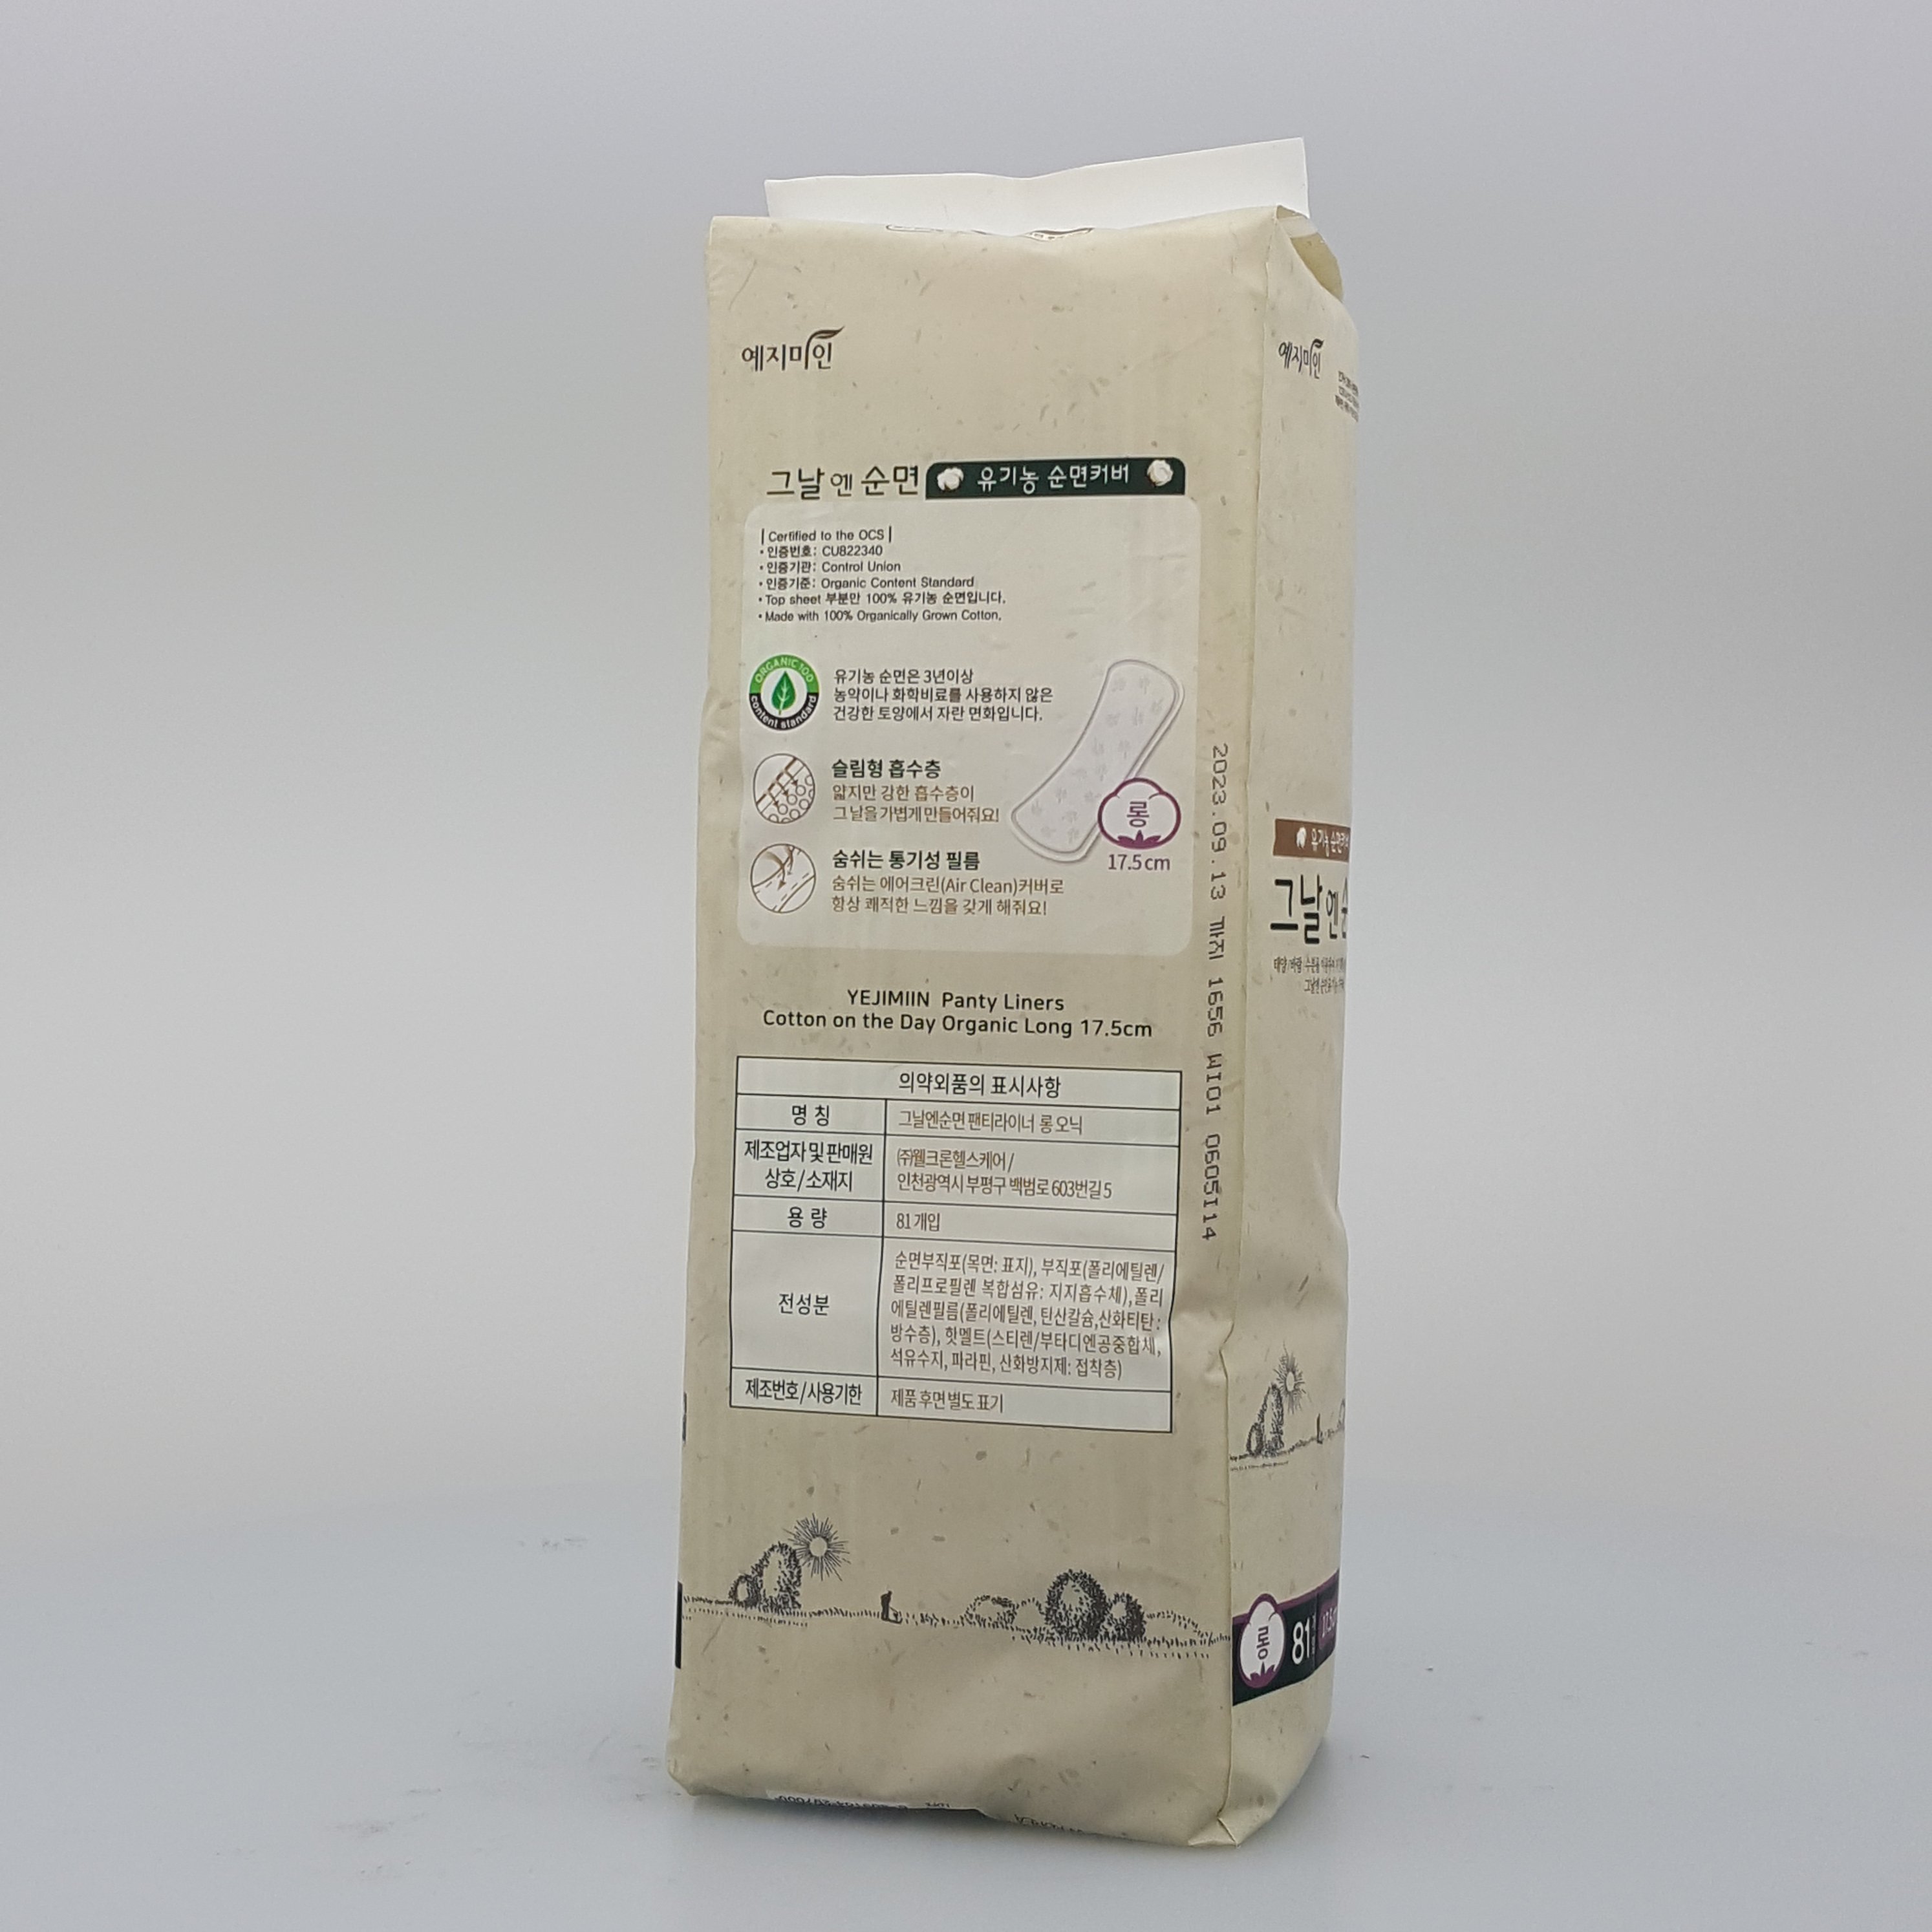 예지미인
그날엔 순면 유기농 순면커버
| Certified to the OCS |
• 인증번호: CU822340
• 인증기관: Control Union
• 인증기준: Organic Content Standard
• Top sheet 부분만 100% 유기농 순면입니다.
• Made with 100% Organically Grown Cotton.
ORGANIC 100
content standard
유기농 순면은 3년이상
농약이나 화학비료를 사용하지 않은
건강한 토양에서 자란 면화입니다.
슬림형 흡수층
얇지만 강한 흡수층이
그날을 가볍게 만들어줘요!
숨쉬는 통기성 필름
숨쉬는 에어크린(Air Clean)커버로
항상 쾌적한 느낌을 갖게 해줘요!
롱
17.5cm
YEJIMIIN Panty Liners
Cotton on the Day Organic Long 17.5cm
의약외품의 표시사항
명 칭 그날엔순면 팬티라이너 롱 오닉
제조업자 및 판매원
상호/소재지
㈜웰크론헬스케어/
인천광역시 부평구 백범로 603번길 5
용 량 81개입
전성분
순면부직포(목면: 표지), 부직포(폴리에틸렌/
폴리프로필렌 복합섬유: 지지흡수체),폴리
에틸렌필름(폴리에틸렌, 탄산칼슘,산화티탄:
방수층), 핫멜트(스티렌/부타디엔공중합체,
석유수지, 파라핀, 산화방지제: 접착층)
제조번호/사용기한 제품 후면 별도 표기
2023.09.13 까지 1656 WI01 0605I14
예지미인
유기농 순면커버
그날엔
롱 81